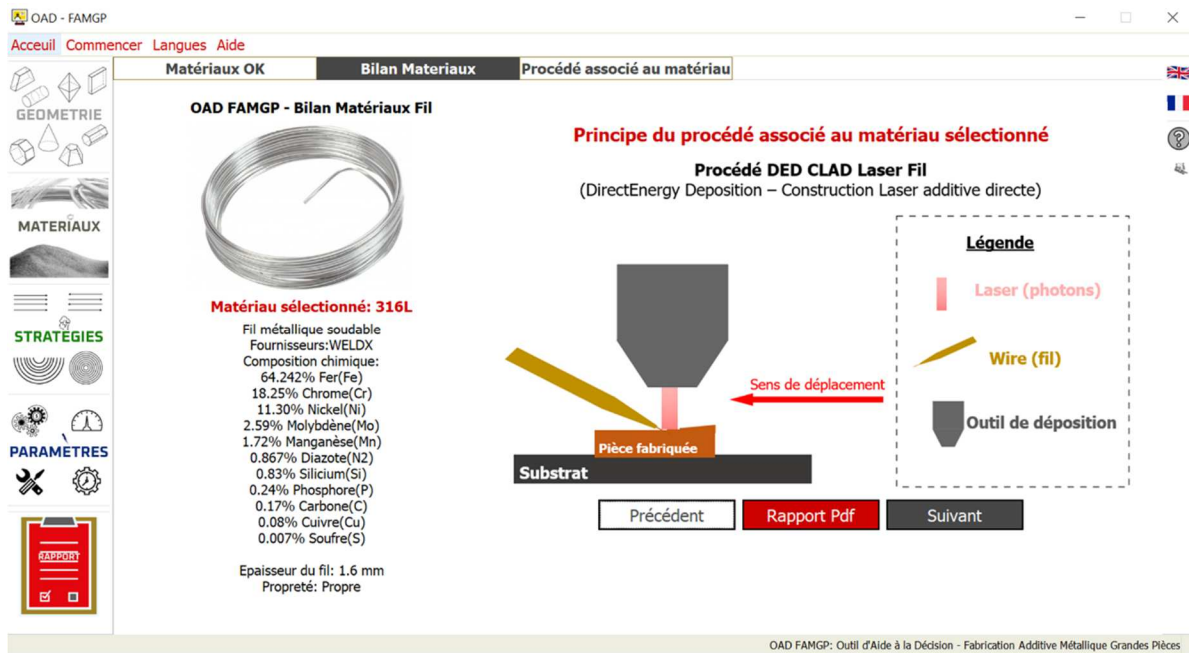 OAD - FAMGP
Acceuil Commencer Langues Aide
Matériaux OK
Bilan Materiaux
Procédé associé au matériau
GEOMETRIE
MATERIAUX
STRATEGIES
PARAMETRES
RAPPORT
OAD FAMGP - Bilan Matériaux Fil
Matériau sélectionné: 316L
Fil métallique soudable
Fournisseurs:WELDX
Composition chimique:
64.242% Fer(Fe)
18.25% Chrome(Cr)
11.30% Nickel(Ni)
2.59% Molybdène(Mo)
1.72% Manganèse(Mn)
0.867% Diazote(N2)
0.83% Silicium(Si)
0.24% Phosphore(P)
0.17% Carbone(C)
0.08% Cuivre(Cu)
0.007% Soufre(S)
Epaisseur du fil: 1.6 mm
Propreté: Propre
Principe du procédé associé au matériau sélectionné
Procédé DED CLAD Laser Fil
(DirectEnergy Deposition – Construction Laser additive directe)
Sens de déplacement
Pièce fabriquée
Substrat
Légende
Laser (photons)
Wire (fil)
Outil de déposition
Précédent
Rapport Pdf
Suivant
OAD FAMGP: Outil d'Aide à la Décision - Fabrication Additive Métallique Grandes Pièces